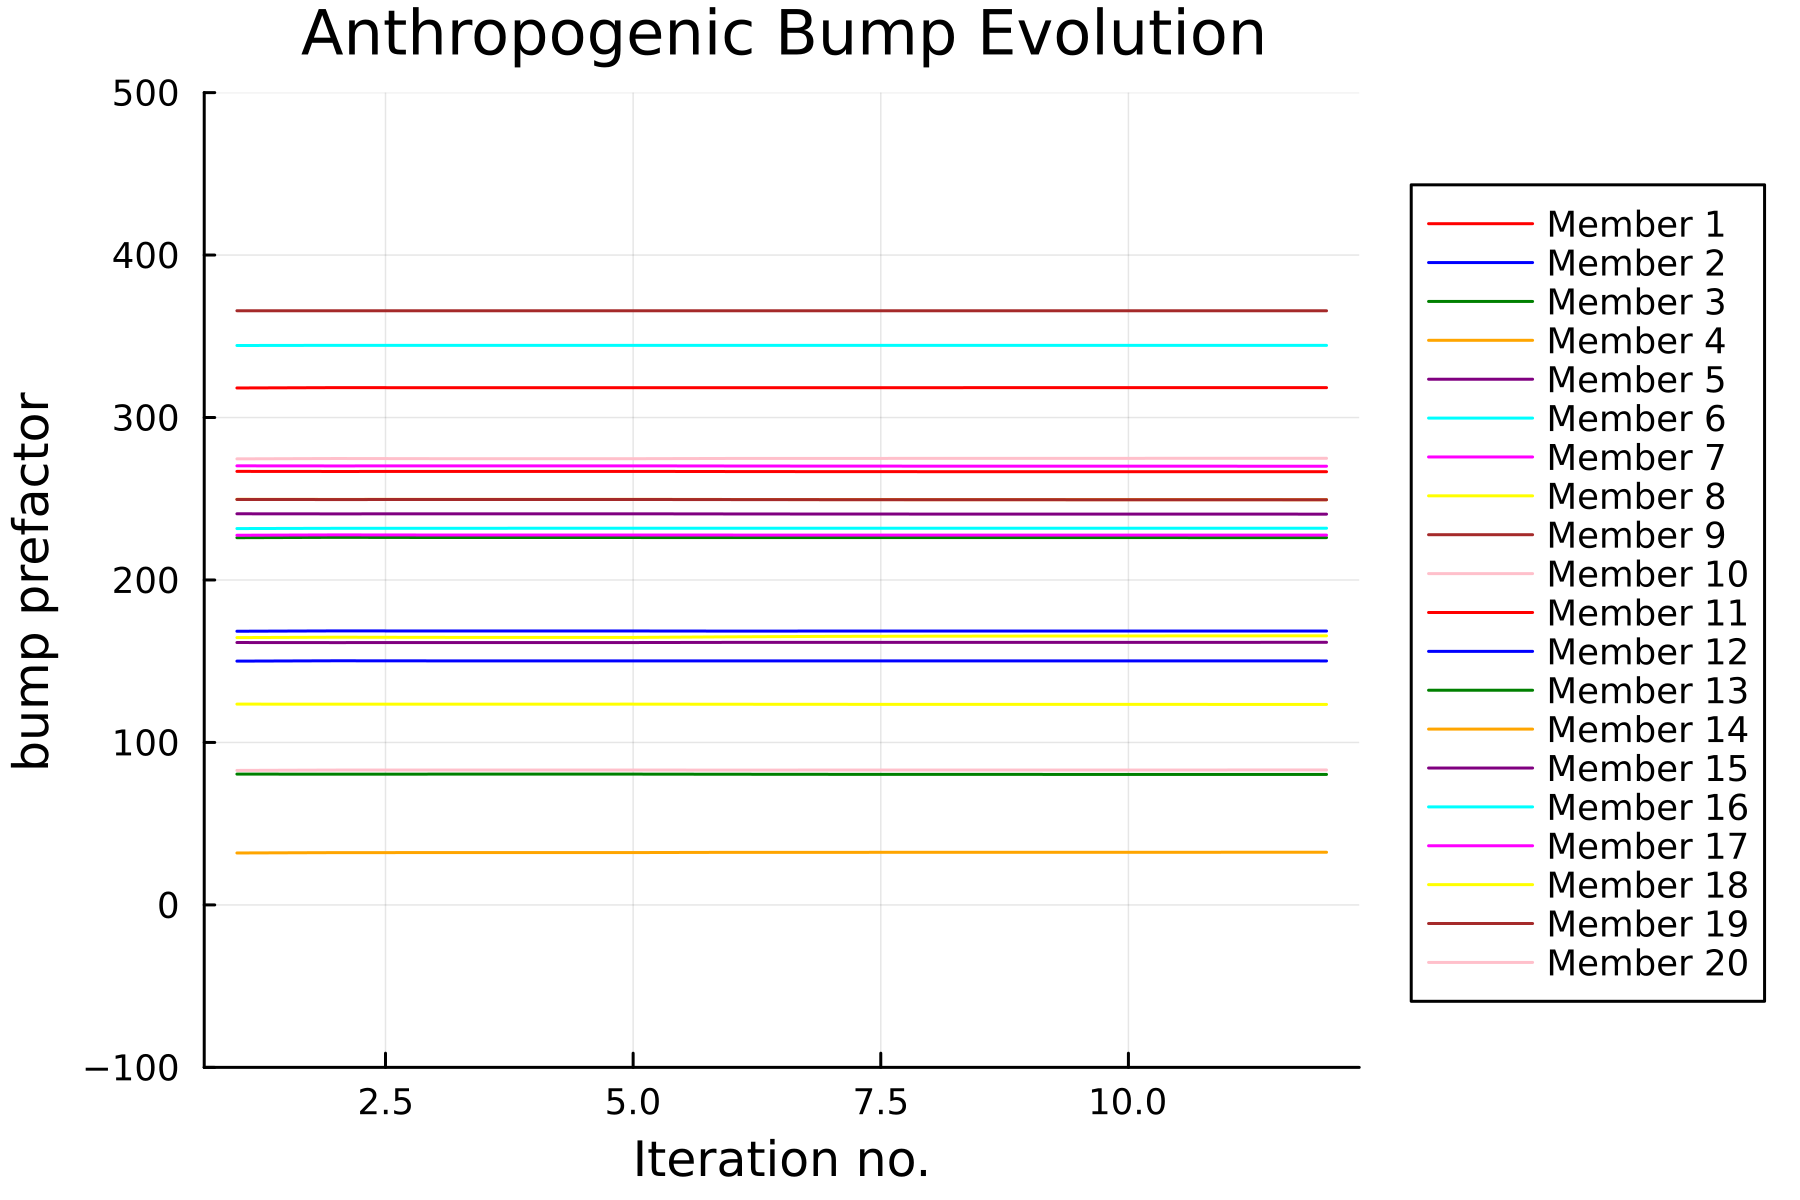 Anthropogenic Bump Evolution
500
400
300
200
100
0
−100
bump prefactor
2.5 5.0 7.5 10.0
Iteration no.
Member 1
Member 2
Member 3
Member 4
Member 5
Member 6
Member 7
Member 8
Member 9
Member 10
Member 11
Member 12
Member 13
Member 14
Member 15
Member 16
Member 17
Member 18
Member 19
Member 20